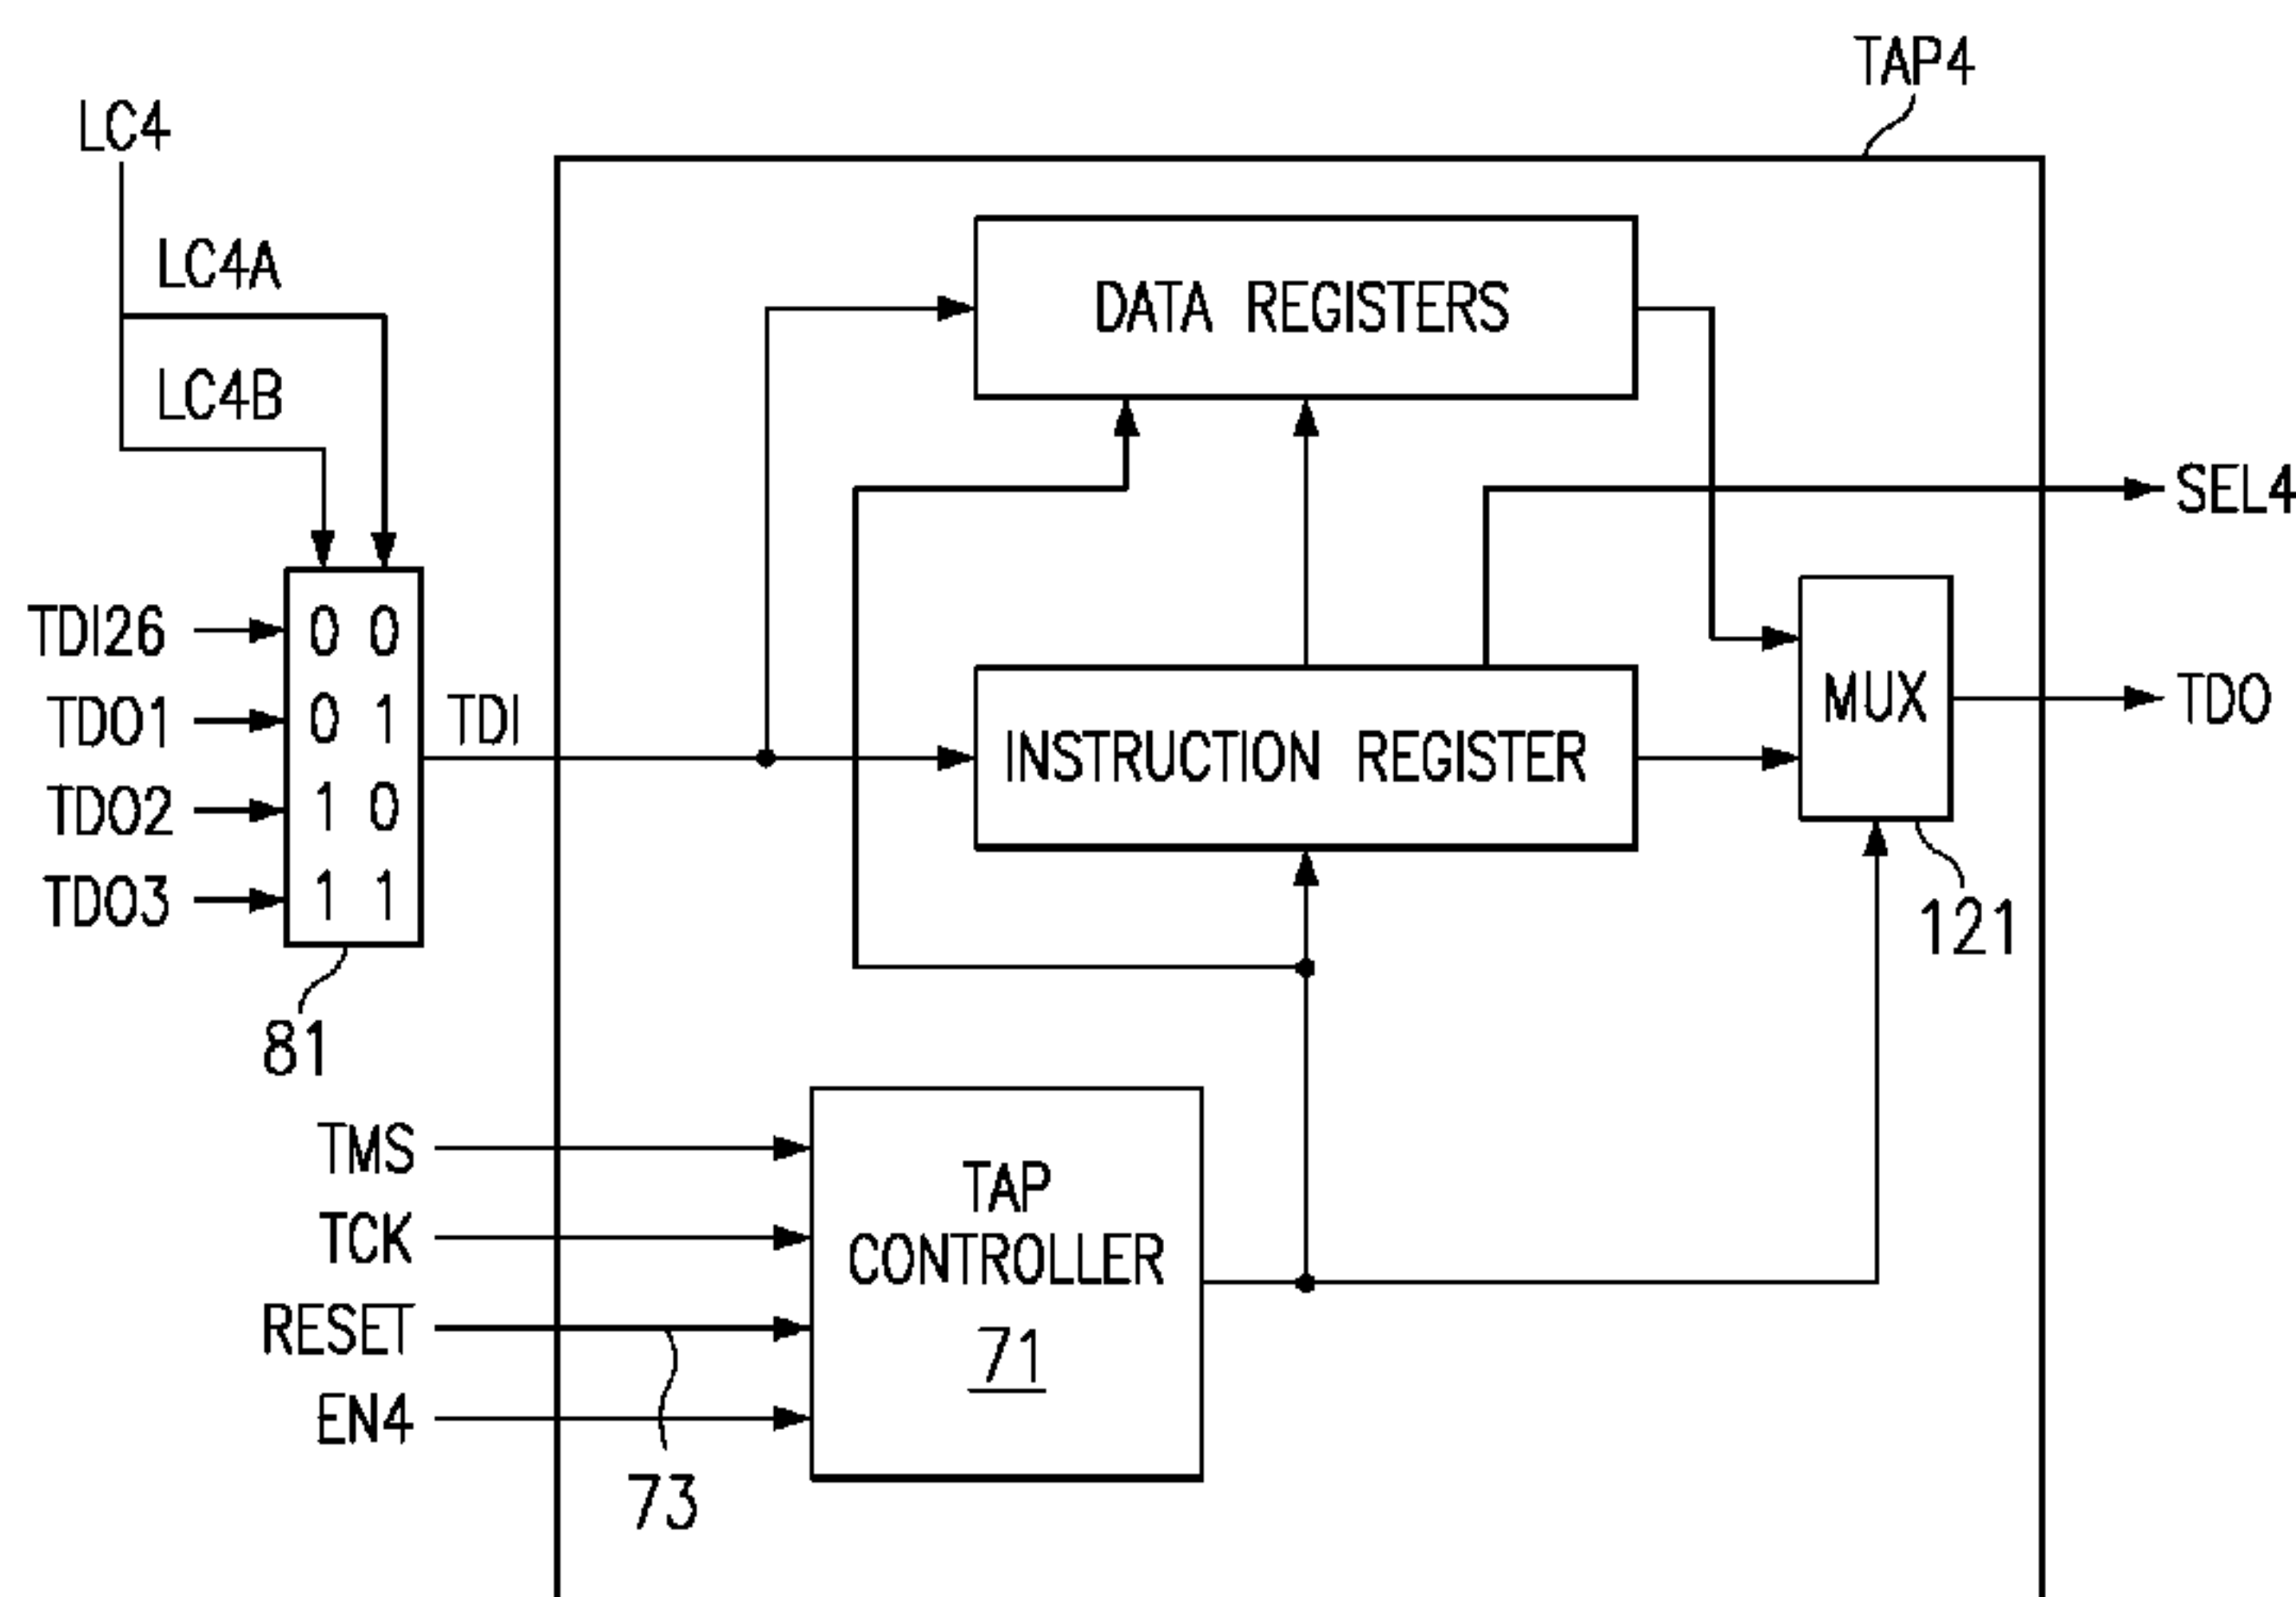 TAP4
LC4
LC4A
LC4B
DATA REGISTERS
SEL4
TDI26
0 0
TDO1
0 1
TDI
TDO2
1 0
TDO3
1 1
81
INSTRUCTION REGISTER
MUX
TDO
121
TMS
TCK
RESET
EN4
TAP
CONTROLLER
71
73